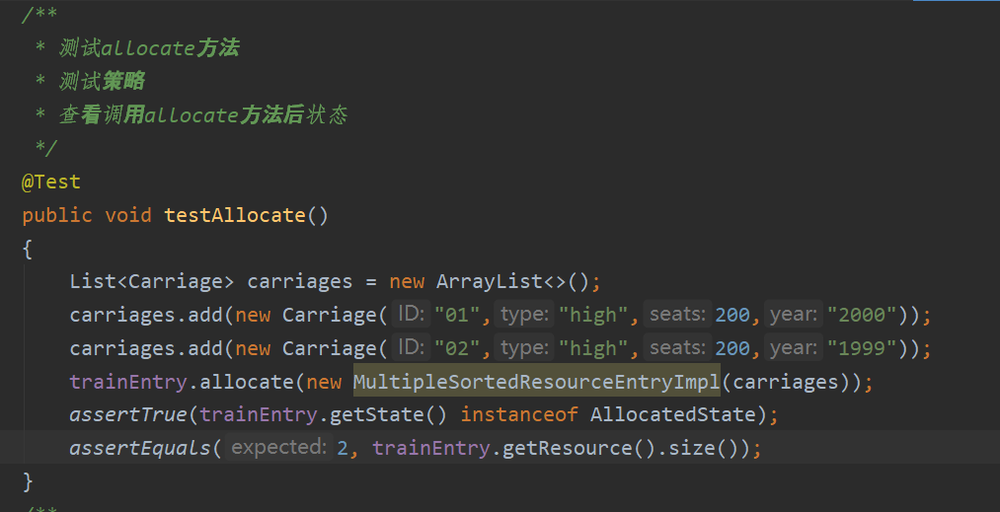 /**
 * 测试allocate方法
 * 测试策略
 * 查看调用allocate方法后状态
 */
@Test
public void testAllocate()
{
    List<Carriage> carriages = new ArrayList<>();
    carriages.add(new Carriage( ID: "01", type: "high", seats: 200, year: "2000"));
    carriages.add(new Carriage( ID: "02", type: "high", seats: 200, year: "1999"));
    trainEntry.allocate(new MultipleSortedResourceEntryImpl(carriages));
    assertTrue(trainEntry.getState() instanceof AllocatedState);
    assertEquals( expected: 2, trainEntry.getResource().size());
}
/**